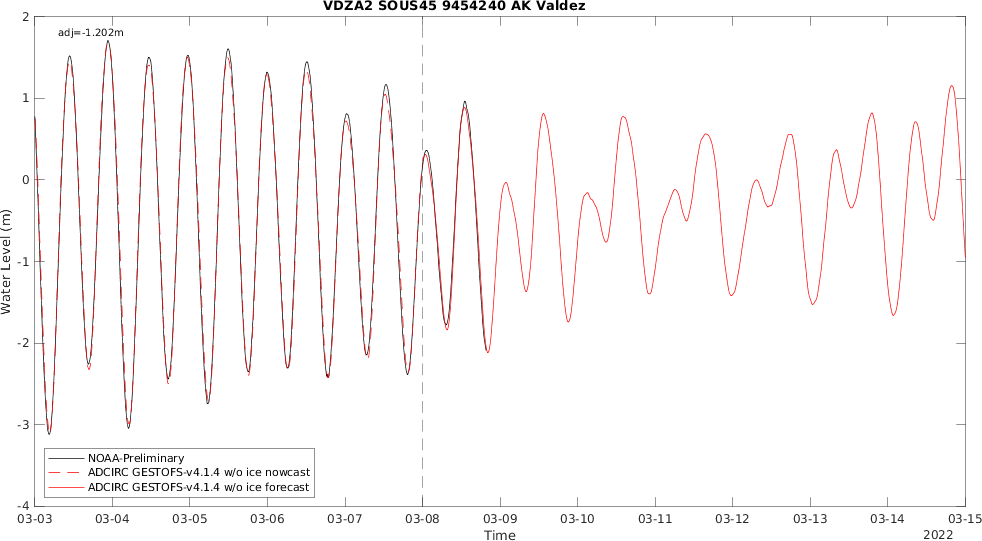 VDZA2 SOUS45 9454240 AK Valdez
adj=-1.202m
2
1
0
-1
-2
-3
-4
Water Level (m)
NOAA-Preliminary
ADCIRC GESTOFS-v4.1.4 w/o ice nowcast
ADCIRC GESTOFS-v4.1.4 w/o ice forecast
03-03 03-04 03-05 03-06 03-07 03-08 03-09 03-10 03-11 03-12 03-13 03-14 03-15
Time
2022